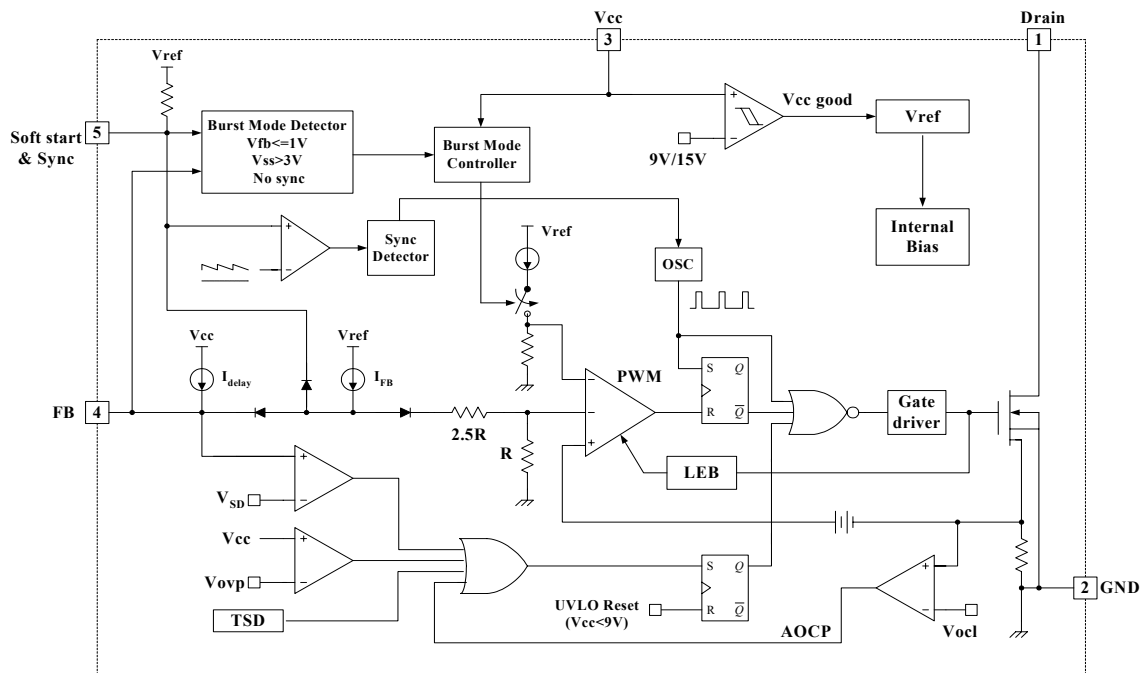 Vcc
3
Drain
1
Vref
5
Soft start
& Sync
Burst Mode Detector
Vfb<=1V
Vss>3V
No sync
Burst Mode
Controller
+
−
9V/15V
Vcc good
Vref
Internal
Bias
+
−
Sync
Detector
Vref
OSC
Vcc
Idelay
Vref
IFB
FB
4
2.5R
R
−
−
+
PWM
S
Q
R
Q
Gate
driver
LEB
+
−
VSD
Vcc
+
−
Vovp
TSD
S
Q
R
Q
UVLO Reset
(Vcc<9V)
AOCP
+
−
Vocl
2
GND